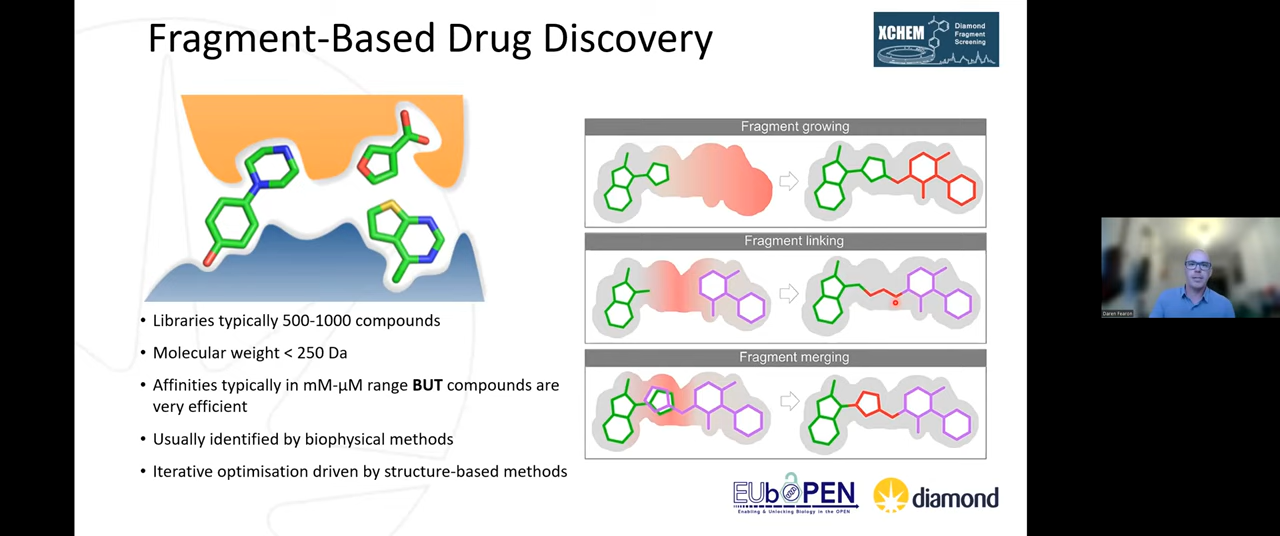 Fragment-Based Drug Discovery
XCHEM
Diamond
Fragment
Screening
Fragment growing
Fragment linking
Fragment merging
• Libraries typically 500-1000 compounds
• Molecular weight < 250 Da
• Affinities typically in mM-μM range BUT compounds are
very efficient
• Usually identified by biophysical methods
• Iterative optimisation driven by structure-based methods
EUbOPEN
Enabling & Unlocking Biology in the OPEN
diamond
Daren Fearon